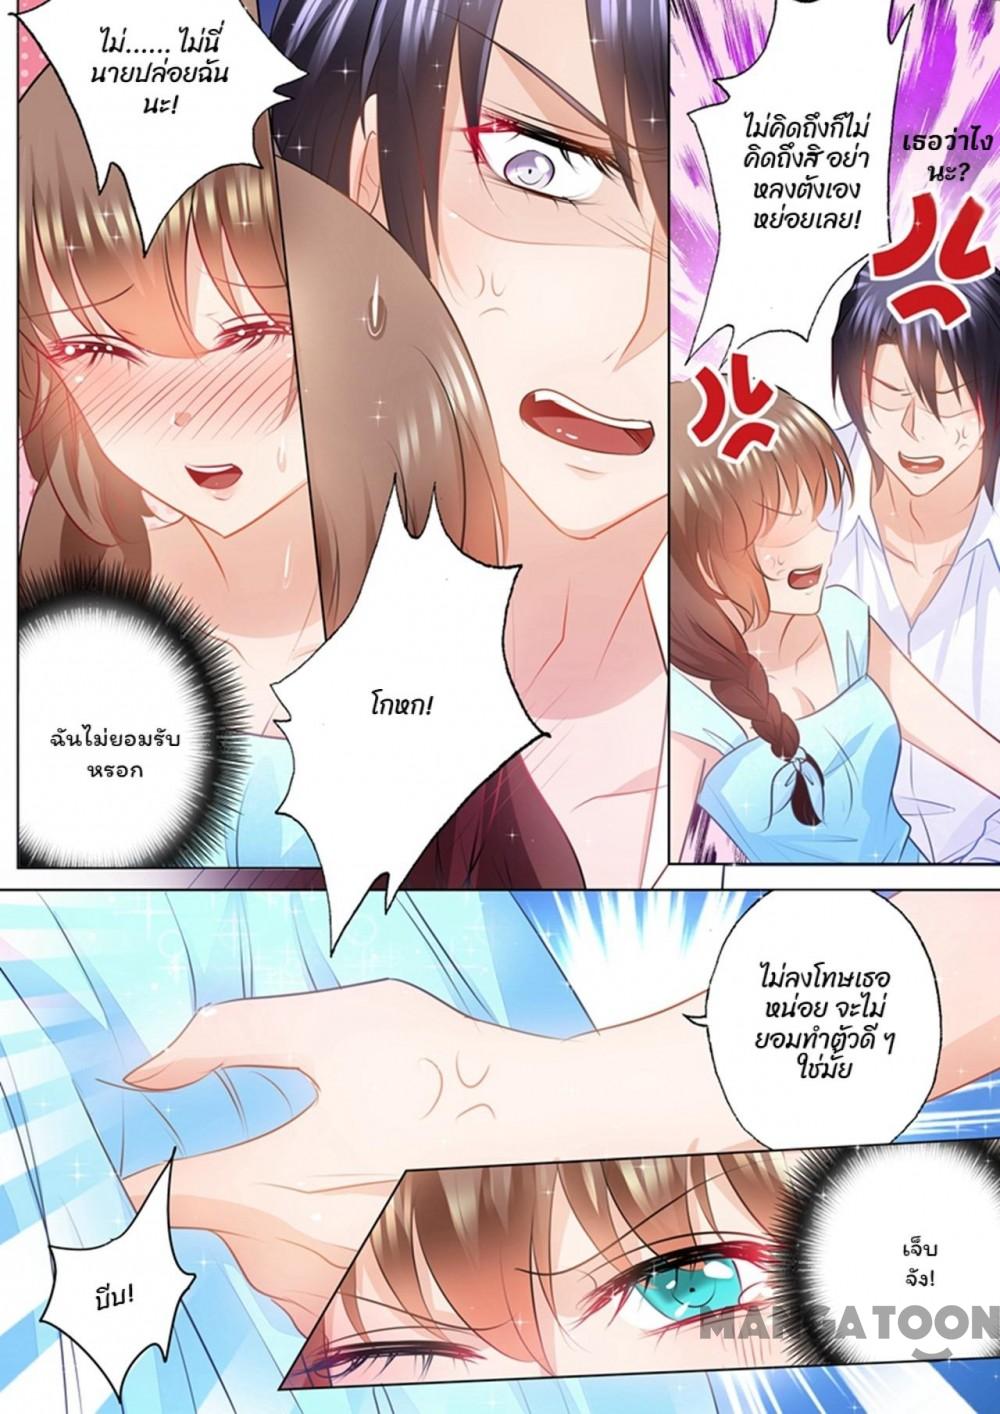 ไม่...... ไม่นี่
นายปล่อยฉัน
นะ!
ไม่คิดถึงก็ไม่
คิดถึงสิ อย่า
หลงตังเอง
หย่อยเลย!
เธอว่าไง
นะ?
โกหก!
ฉันไม่ยอมรับ
หรอก
ไม่ลงโทษเธอ
หน่อย จะไม่
ยอมทำตัวดี ๆ
ใช่มั้ย
บีบ!
เจ็บ
จัง!
MANGATOON